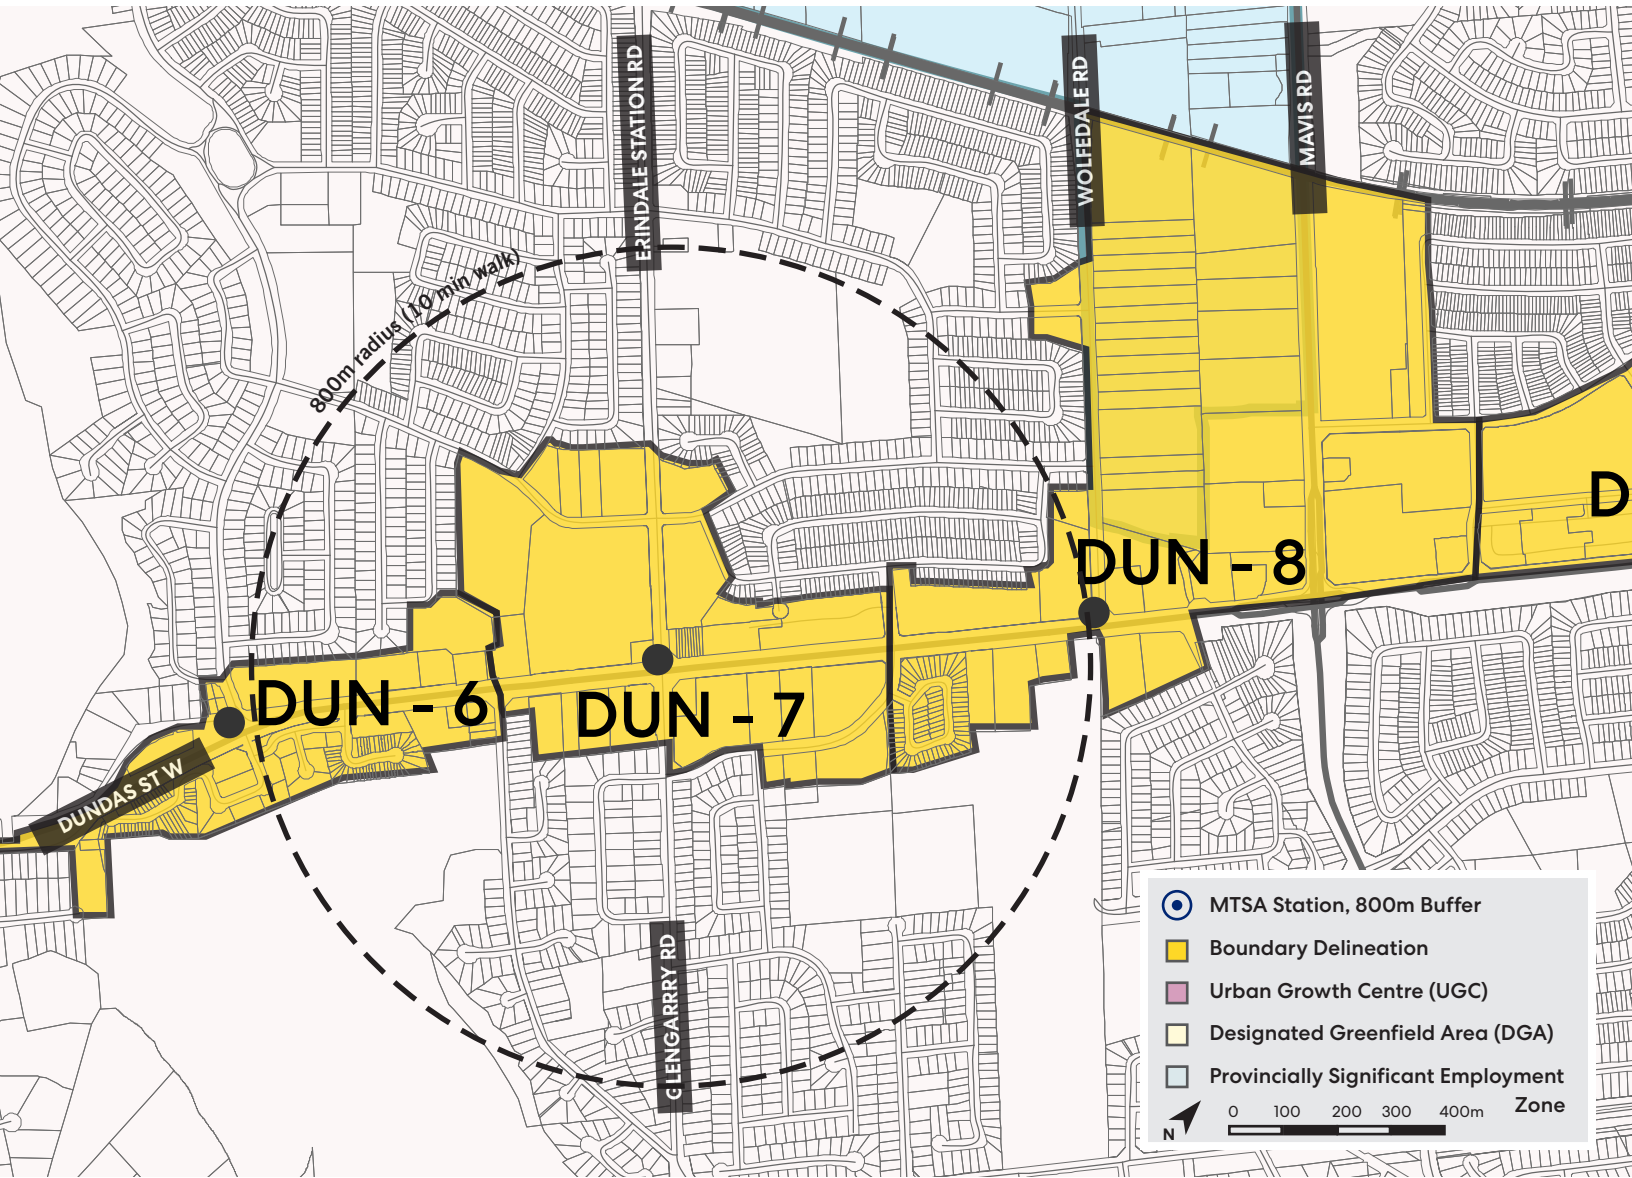 ERINDALE STATION RD
WOLFEDALE RD
MAVIS RD
800m radius (10 min walk)
D
DUN - 8
DUN - 6
DUN - 7
DUNDAS ST W
GLENGARRRY RD
MTSA Station, 800m Buffer
Boundary Delineation
Urban Growth Centre (UGC)
Designated Greenfield Area (DGA)
Provincially Significant Employment
Zone
N
0 100 200 300 400m